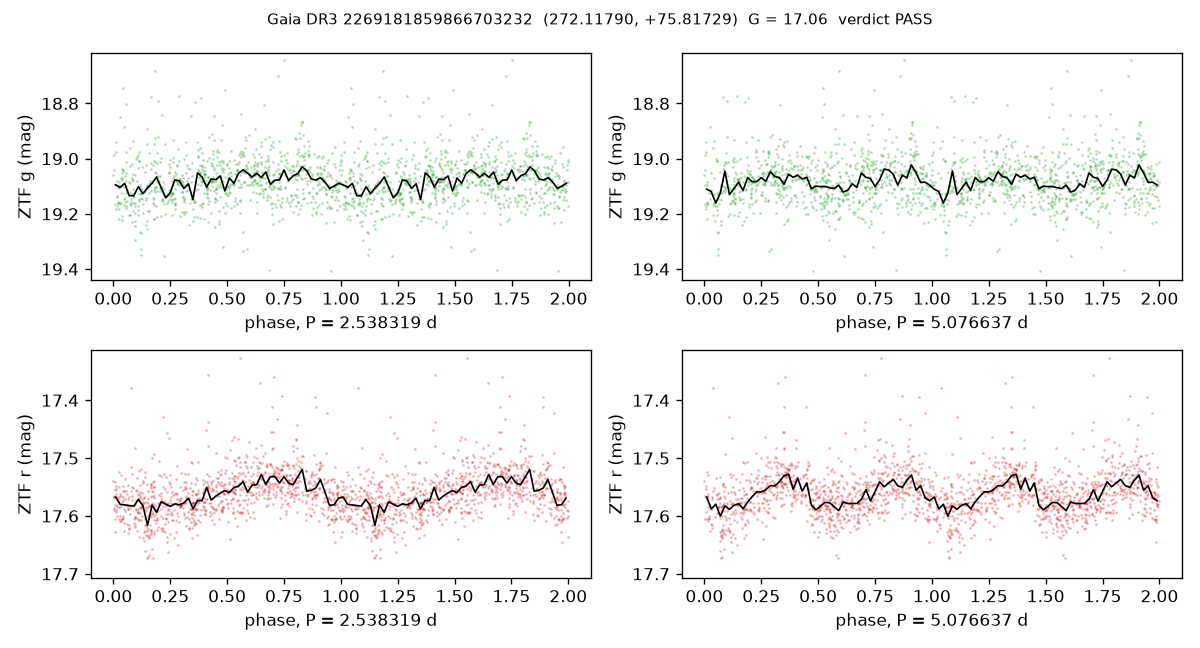 Gaia DR3 2269181859866703232 (272.11790, +75.81729) G = 17.06 verdict PASS
ZTF g (mag)
18.8
19.0
19.2
19.4
0.00 0.25 0.50 0.75 1.00 1.25 1.50 1.75 2.00
phase, P = 2.538319 d
ZTF g (mag)
18.8
19.0
19.2
19.4
0.00 0.25 0.50 0.75 1.00 1.25 1.50 1.75 2.00
phase, P = 5.076637 d
ZTF r (mag)
17.4
17.5
17.6
17.7
0.00 0.25 0.50 0.75 1.00 1.25 1.50 1.75 2.00
phase, P = 2.538319 d
ZTF r (mag)
17.4
17.5
17.6
17.7
0.00 0.25 0.50 0.75 1.00 1.25 1.50 1.75 2.00
phase, P = 5.076637 d